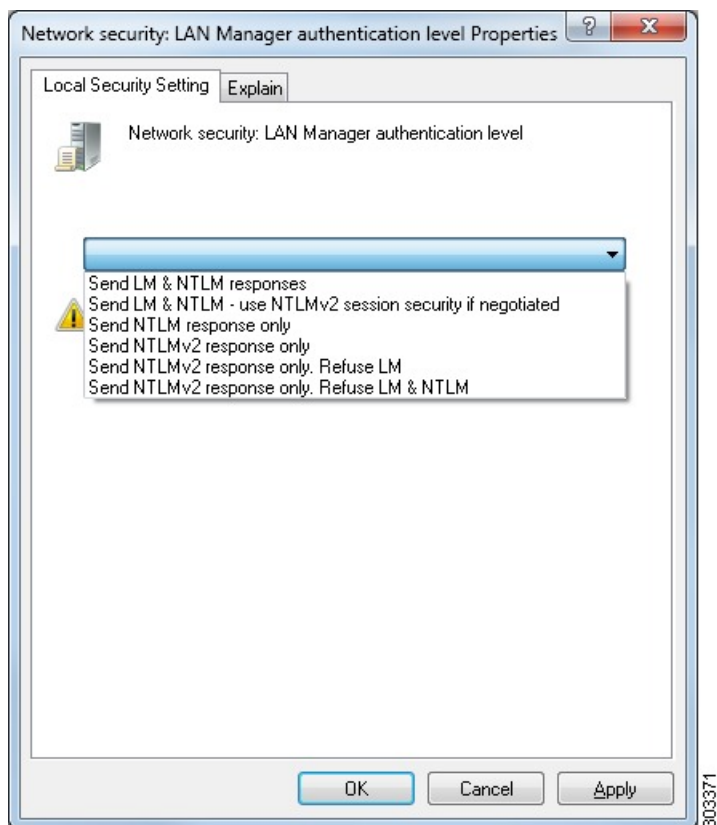 Network security: LAN Manager authentication level Properties
Local Security Setting
Explain
Network security: LAN Manager authentication level
Send LM & NTLM responses
Send LM & NTLM - use NTLMv2 session security if negotiated
Send NTLM response only
Send NTLMv2 response only
Send NTLMv2 response only. Refuse LM
Send NTLMv2 response only. Refuse LM & NTLM
OK
Cancel
Apply
303371